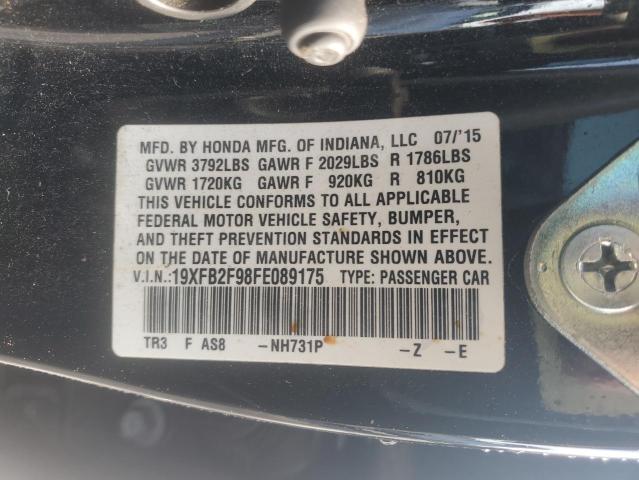 MFD. BY HONDA MFG. OF INDIANA, LLC 07/'15
GVWR 3792LBS GAWR F 2029LBS R 1786LBS
GVWR 1720KG GAWR F 920KG R 810KG
THIS VEHICLE CONFORMS TO ALL APPLICABLE
FEDERAL MOTOR VEHICLE SAFETY, BUMPER,
AND THEFT PREVENTION STANDARDS IN EFFECT
ON THE DATE OF MANUFACTURE SHOWN ABOVE.
V.I.N.:19XFB2F98FE089175 TYPE: PASSENGER CAR
TR3 F AS8 -NH731P -Z -E